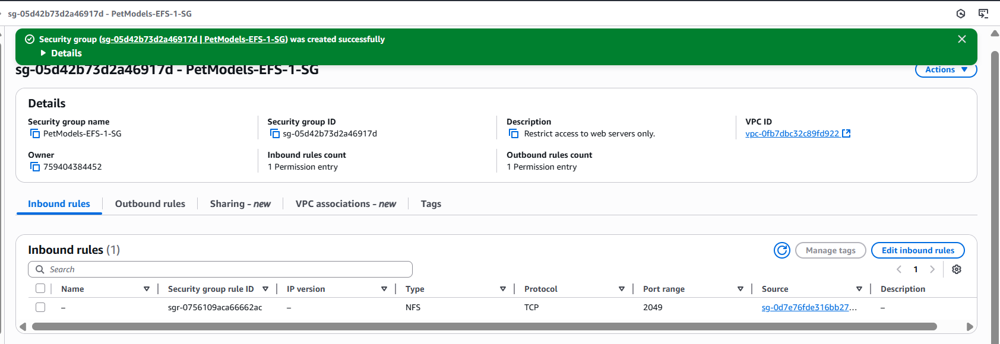 sg-05d42b73d2a46917d - PetModels-EFS-1-SG
Security group (sg-05d42b73d2a46917d | PetModels-EFS-1-SG) was created successfully
Details
sg-05d42b73d2a46917d - PetModels-EFS-1-SG
Actions
Details
Security group name
PetModels-EFS-1-SG
Security group ID
sg-05d42b73d2a46917d
Description
Restrict access to web servers only.
VPC ID
vpc-0fb7dbc32c89fd922
Owner
759404384452
Inbound rules count
1 Permission entry
Outbound rules count
1 Permission entry
Inbound rules Outbound rules Sharing - new VPC associations - new Tags
Inbound rules (1)
Manage tags Edit inbound rules
Search
1
Name Security group rule ID IP version Type Protocol Port range Source Description
– sgr-0756109aca66662ac – NFS TCP 2049 sg-0d7e76fde316bb27... –